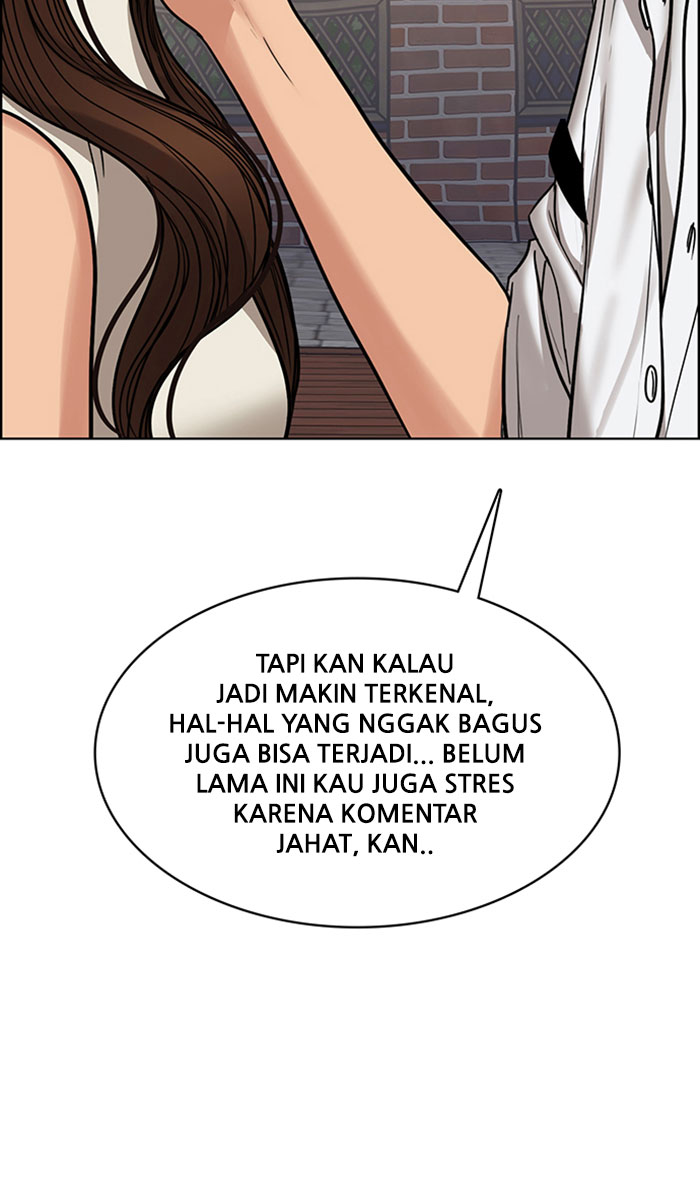 TAPI KAN KALAU
JADI MAKIN TERKENAL,
HAL-HAL YANG NGGAK BAGUS
JUGA BISA TERJADI... BELUM
LAMA INI KAU JUGA STRES
KARENA KOMENTAR
JAHAT, KAN..